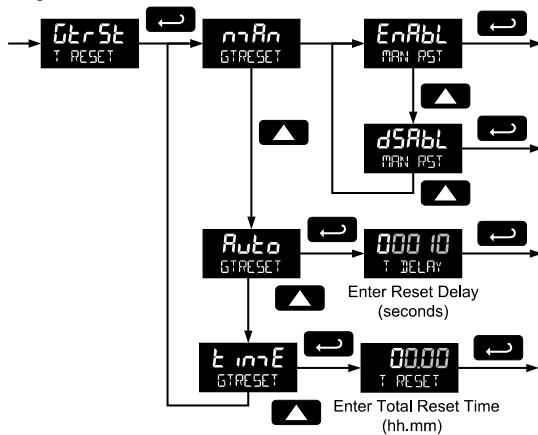 GtrSt
T RESET
mAn
GTRESET
EnAbL
MAN RST
dSAbL
MAN RST
Auto
GTRESET
00010
T DELAY
Enter Reset Delay
(seconds)
timE
GTRESET
00.00
T RESET
Enter Total Reset Time
(hh.mm)